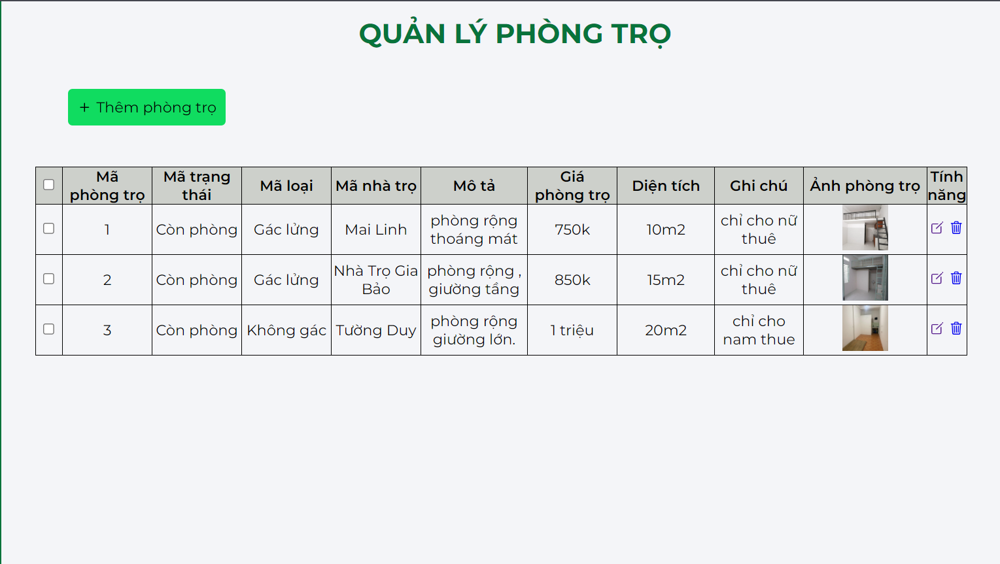 QUẢN LÝ PHÒNG TRỌ
+ Thêm phòng trọ
Mã phòng trọ Mã trạng thái Mã loại Mã nhà trọ Mô tả Giá phòng trọ Diện tích Ghi chú Ảnh phòng trọ Tính năng
1 Còn phòng Gác lửng Mai Linh phòng rộng thoáng mát 750k 10m2 chỉ cho nữ thuê
2 Còn phòng Gác lửng Nhà Trọ Gia Bảo phòng rộng , giường tầng 850k 15m2 chỉ cho nữ thuê
3 Còn phòng Không gác Tường Duy phòng rộng giường lớn. 1 triệu 20m2 chỉ cho nam thue